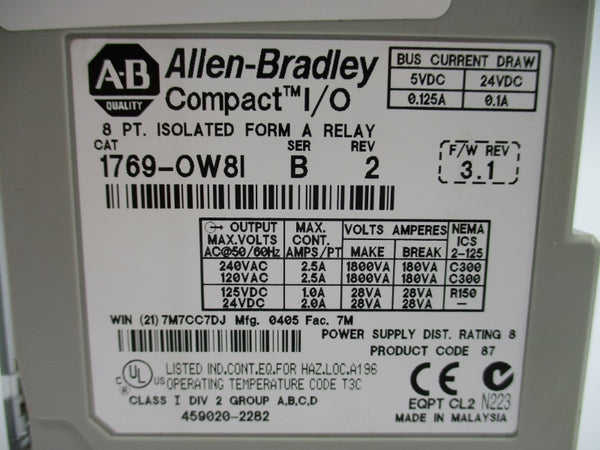 A-B
QUALITY
Allen-Bradley
Compact™ I/O
BUS CURRENT DRAW
5VDC 24VDC
0.125A 0.1A
8 PT. ISOLATED FORM A RELAY
CAT SER REV
1769-OW8I B 2
F/W REV
3.1
OUTPUT MAX. VOLTS AC@50/60Hz
MAX. CONT. AMPS/PT
VOLTS AMPERES
MAKE BREAK
NEMA ICS 2-125
240VAC 2.5A 1800VA 180VA C300
120VAC 2.5A 1800VA 180VA C300
125VDC 1.0A 28VA 28VA R150
24VDC 2.0A 28VA 28VA —
WIN (21) 7M7CC7DJ Mfg. 0405 Fac. 7M
POWER SUPPLY DIST. RATING 8
PRODUCT CODE 87
C UL US
LISTED IND.CONT.EQ.FOR HAZ.LOC.A196
OPERATING TEMPERATURE CODE T3C
CLASS I DIV 2 GROUP A,B,C,D
459020-2282
CE
EQPT CL2 N223
MADE IN MALAYSIA